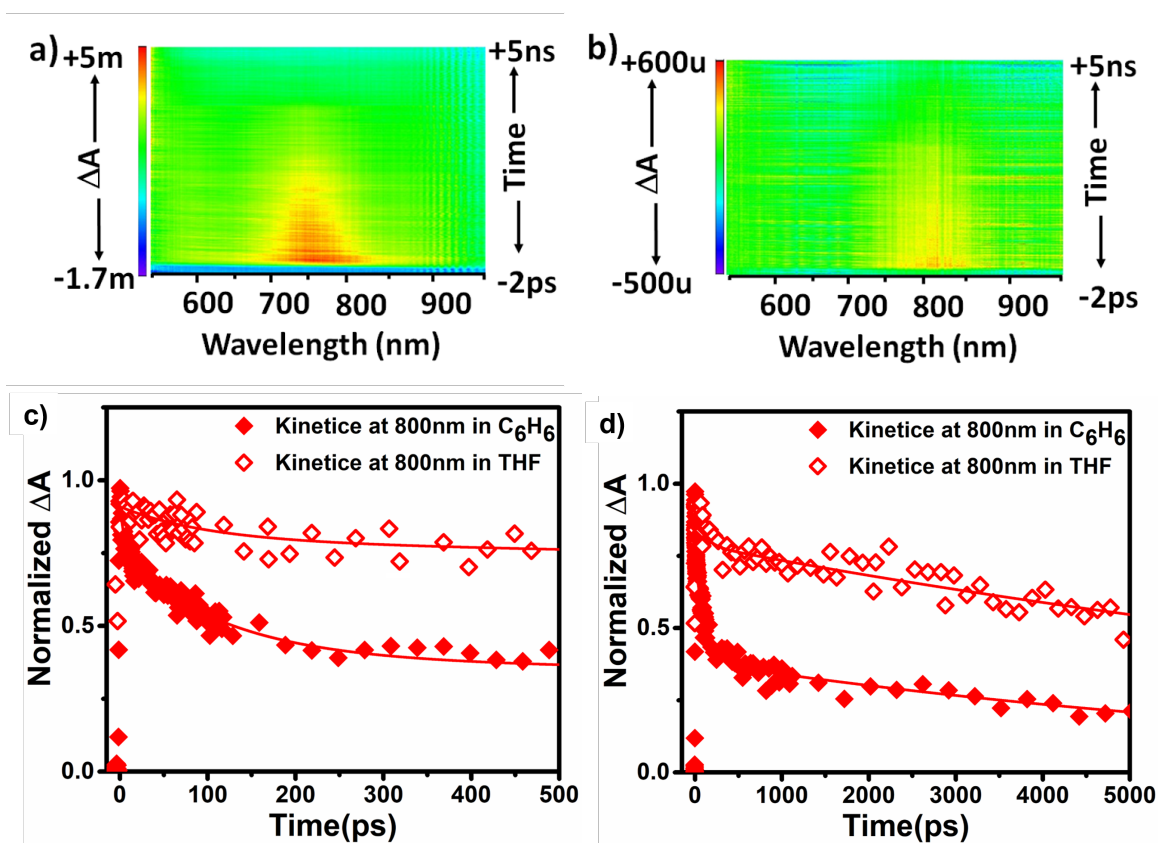 a)
+5m
ΔA
-1.7m
+5ns
Time
-2ps
600 700 800 900
Wavelength (nm)
b)
+600u
ΔA
-500u
+5ns
Time
-2ps
600 700 800 900
Wavelength (nm)
c)
Kinetice at 800nm in C6H6
Kinetice at 800nm in THF
Normalized ΔA
1.0
0.5
0.0
0 100 200 300 400 500
Time(ps)
d)
Kinetice at 800nm in C6H6
Kinetice at 800nm in THF
Normalized ΔA
1.0
0.5
0.0
0 1000 2000 3000 4000 5000
Time(ps)